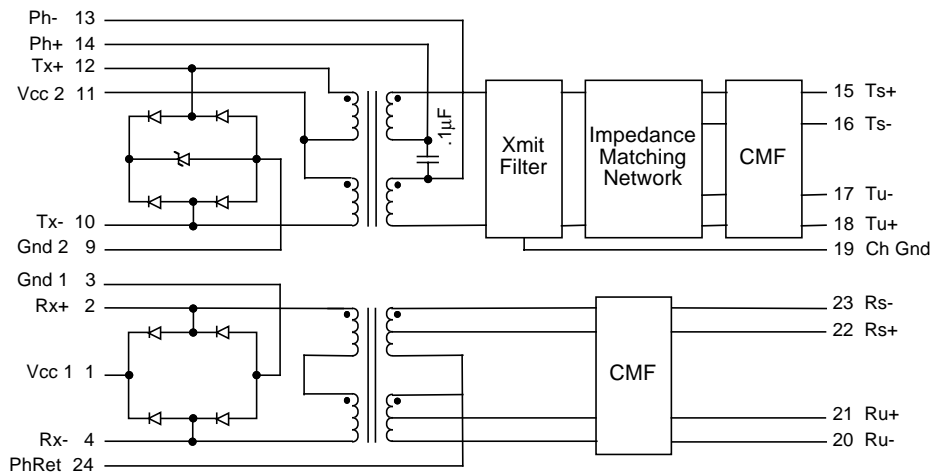 Ph- 13
Ph+ 14
Tx+ 12
Vcc 2 11
.1µF
Xmit
Filter
Impedance
Matching
Network
CMF
15 Ts+
16 Ts-
17 Tu-
18 Tu+
19 Ch Gnd
Tx- 10
Gnd 2 9
Gnd 1 3
Rx+ 2
Vcc 1 1
Rx- 4
PhRet 24
CMF
23 Rs-
22 Rs+
21 Ru+
20 Ru-